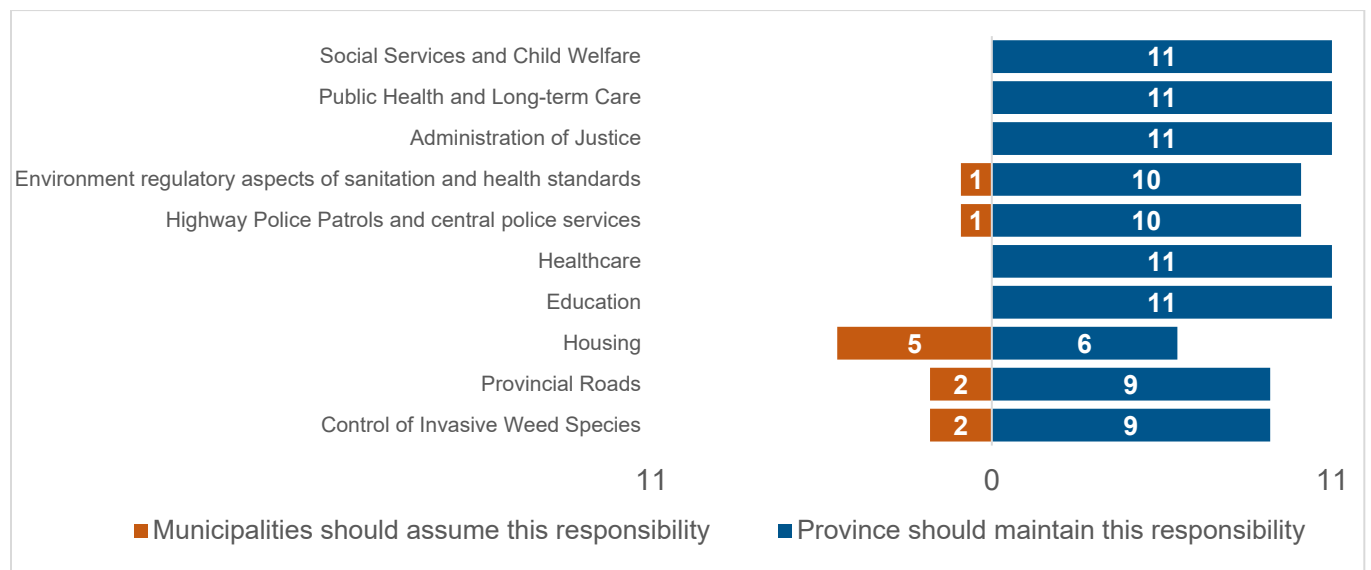 Social Services and Child Welfare 11
Public Health and Long-term Care 11
Administration of Justice 11
Environment regulatory aspects of sanitation and health standards 1 10
Highway Police Patrols and central police services 1 10
Healthcare 11
Education 11
Housing 5 6
Provincial Roads 2 9
Control of Invasive Weed Species 2 9
11 0 11
Municipalities should assume this responsibility Province should maintain this responsibility